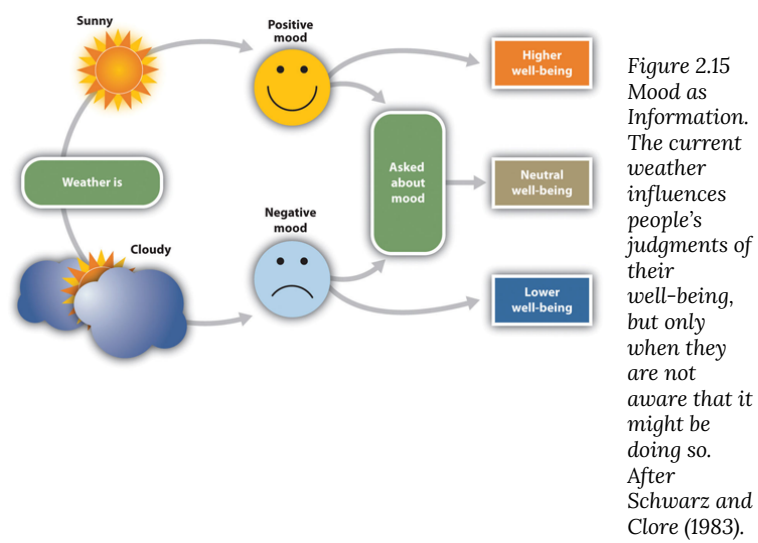 Sunny
Positive
mood
Higher
well-being
Weather is
Asked
about
mood
Neutral
well-being
Negative
mood
Cloudy
Lower
well-being
Figure 2.15
Mood as
Information.
The current
weather
influences
people’s
judgments of
their
well-being,
but only
when they
are not
aware that it
might be
doing so.
After
Schwarz and
Clore (1983).